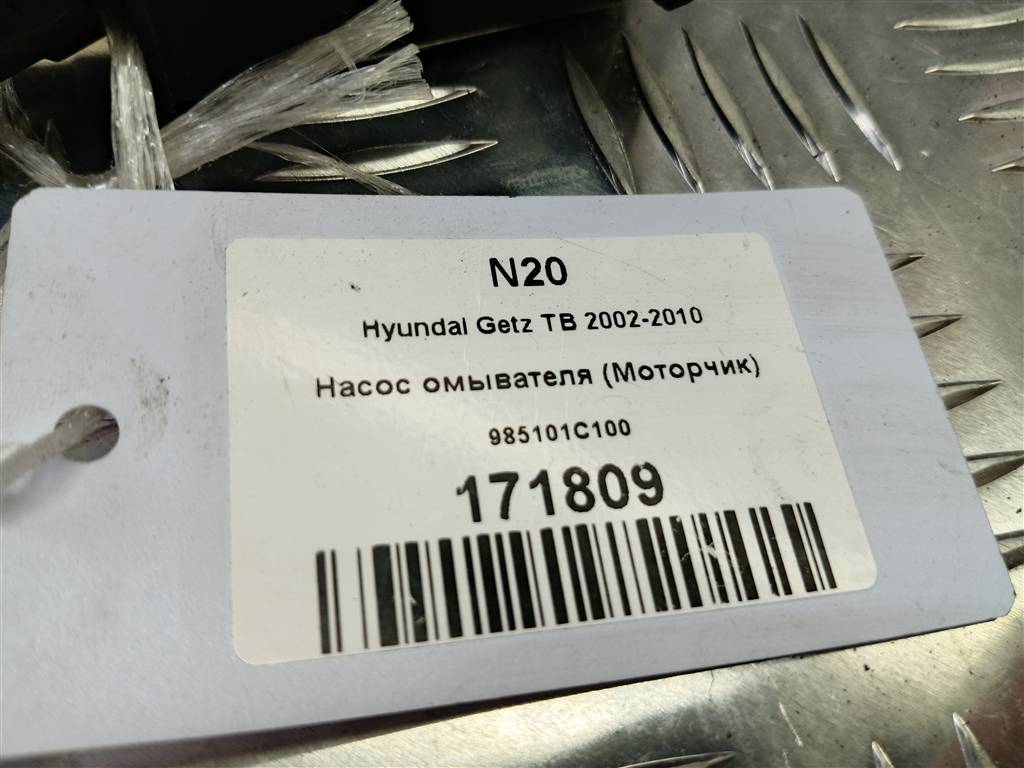 N20
Hyundai Getz TB 2002-2010
Насос омывателя (Моторчик)
985101C100
171809